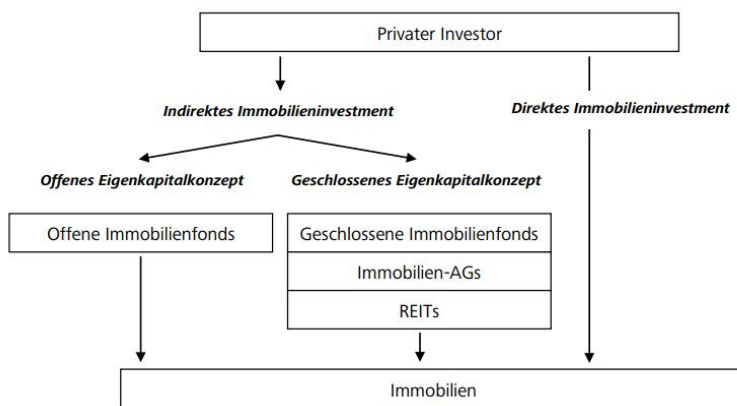 Privater Investor
Indirektes Immobilieninvestment
Direktes Immobilieninvestment
Offenes Eigenkapitalkonzept
Geschlossenes Eigenkapitalkonzept
Offene Immobilienfonds
Geschlossene Immobilienfonds
Immobilien-AGs
REITs
Immobilien